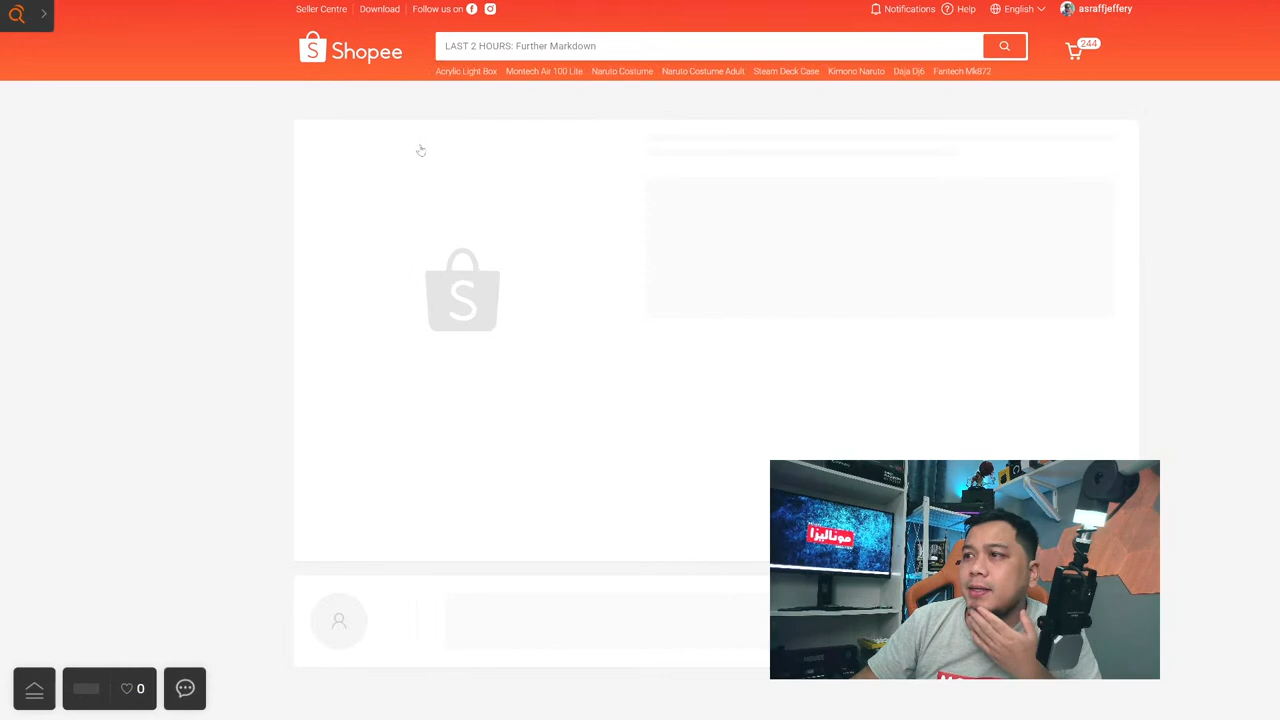 Seller Centre Download Follow us on
Notifications Help English asraffjeffery
Shopee
LAST 2 HOURS: Further Markdown
244
Acrylic Light Box Montech Air 100 Lite Naruto Costume Naruto Costume Adult Steam Deck Case Kimono Naruto Daja Dj6 Fantech Mk872
موناليزا
0